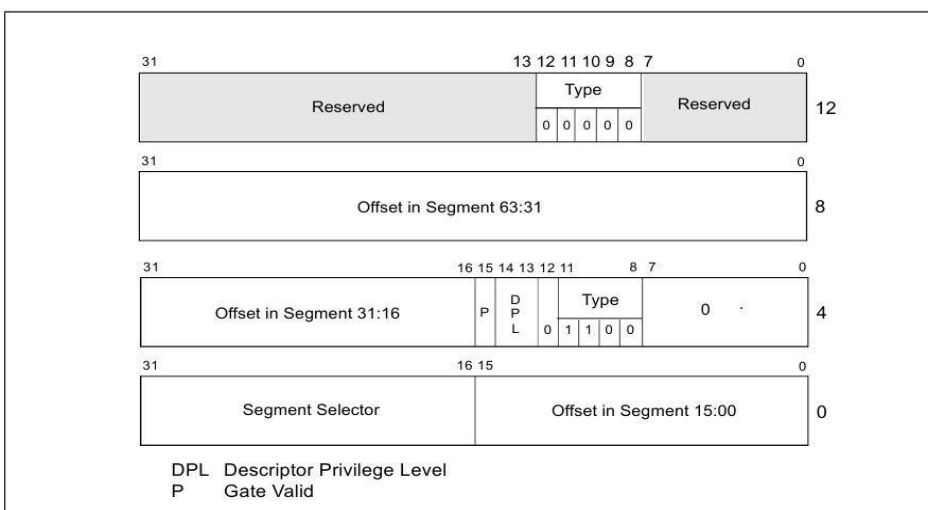 31 13 12 11 10 9 8 7 0
Type
Reserved Reserved 12
0 0 0 0 0
31 0
Offset in Segment 63:31 8
31 16 15 14 13 12 11 8 7 0
Offset in Segment 31:16 P D P L Type 0 4
0 1 1 0 0
31 16 15 0
Segment Selector Offset in Segment 15:00 0
DPL Descriptor Privilege Level
P Gate Valid